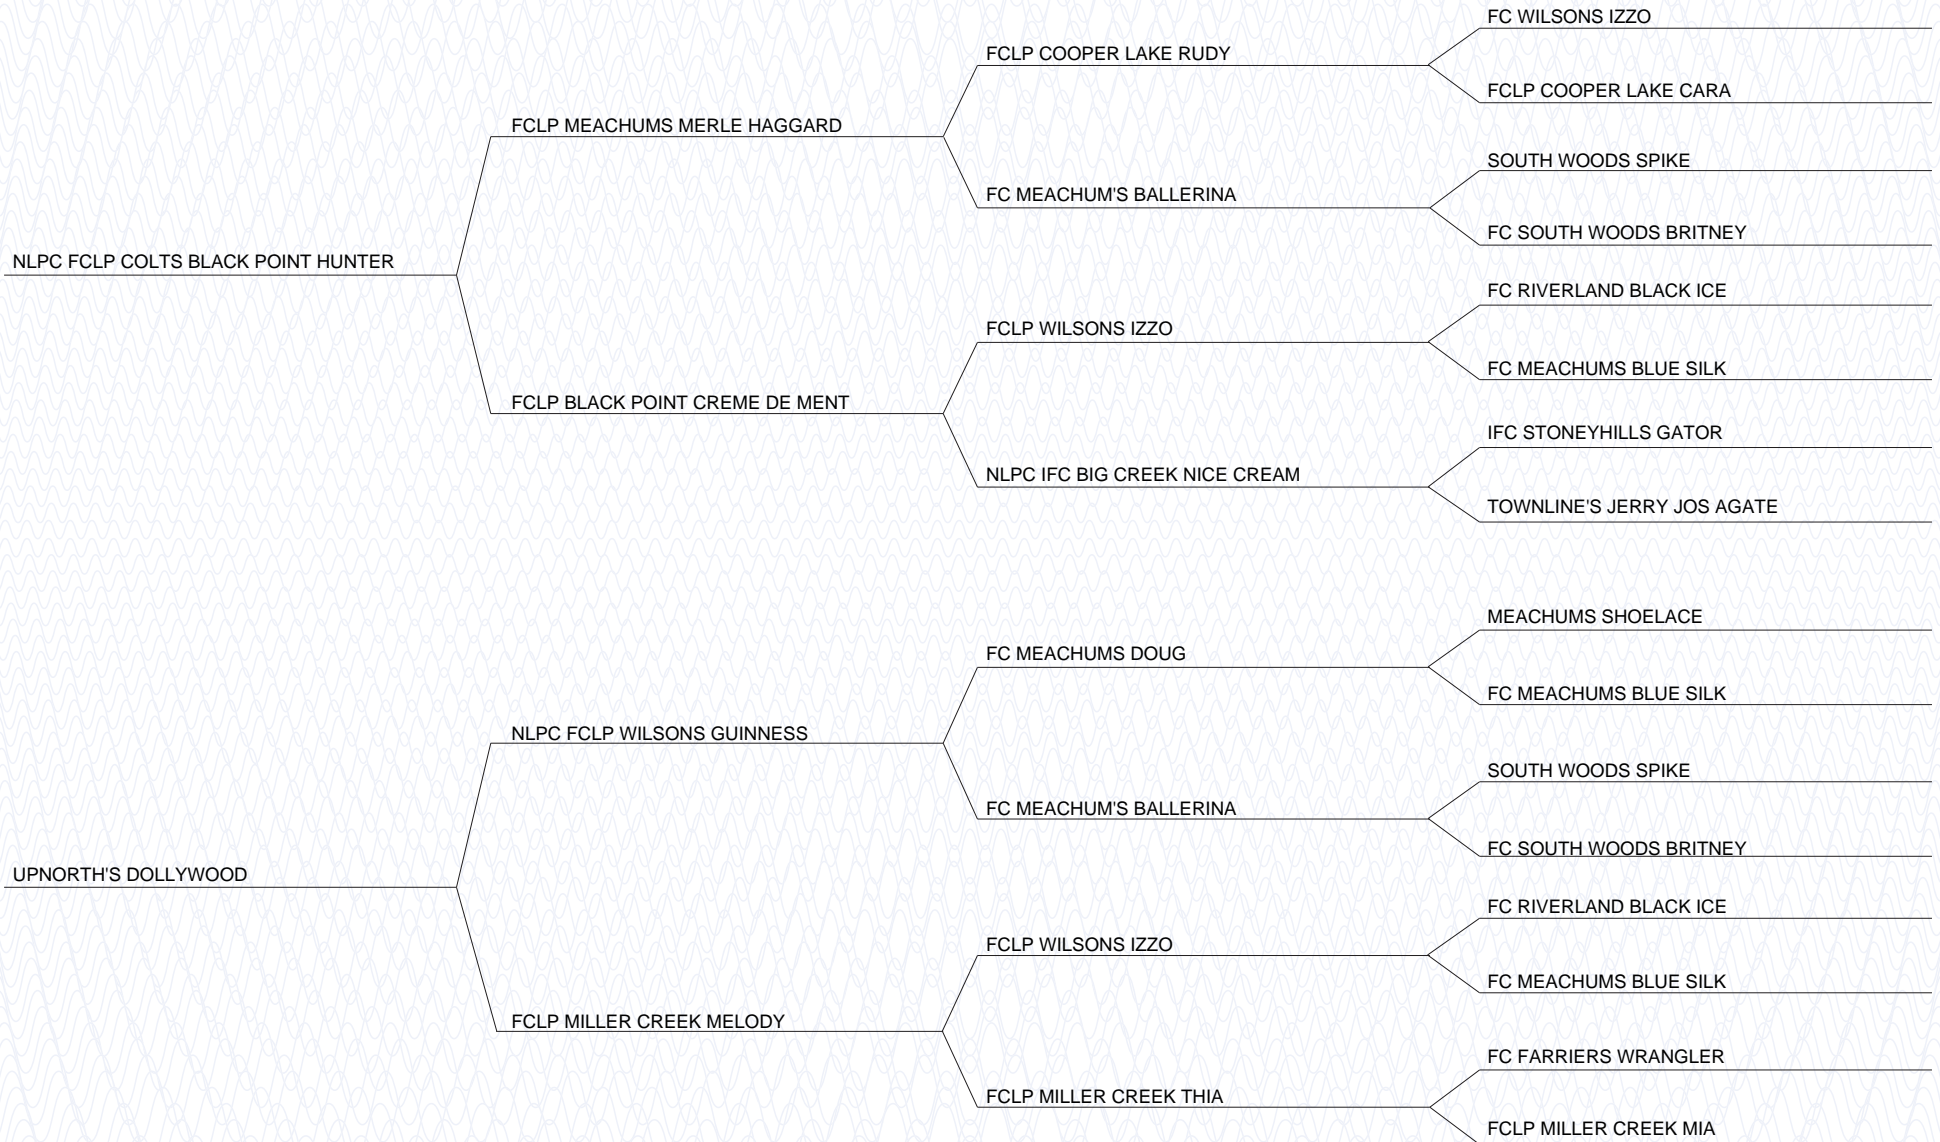 FC WILSONS IZZO
FCLP COOPER LAKE RUDY
FCLP COOPER LAKE CARA
FCLP MEACHUMS MERLE HAGGARD
SOUTH WOODS SPIKE
FC MEACHUM'S BALLERINA
FC SOUTH WOODS BRITNEY
NLPC FCLP COLTS BLACK POINT HUNTER
FC RIVERLAND BLACK ICE
FCLP WILSONS IZZO
FC MEACHUMS BLUE SILK
FCLP BLACK POINT CREME DE MENT
IFC STONEYHILLS GATOR
NLPC IFC BIG CREEK NICE CREAM
TOWNLINE'S JERRY JOS AGATE
MEACHUMS SHOELACE
FC MEACHUMS DOUG
FC MEACHUMS BLUE SILK
NLPC FCLP WILSONS GUINNESS
SOUTH WOODS SPIKE
FC MEACHUM'S BALLERINA
FC SOUTH WOODS BRITNEY
UPNORTH'S DOLLYWOOD
FC RIVERLAND BLACK ICE
FCLP WILSONS IZZO
FC MEACHUMS BLUE SILK
FCLP MILLER CREEK MELODY
FC FARRIERS WRANGLER
FCLP MILLER CREEK THIA
FCLP MILLER CREEK MIA